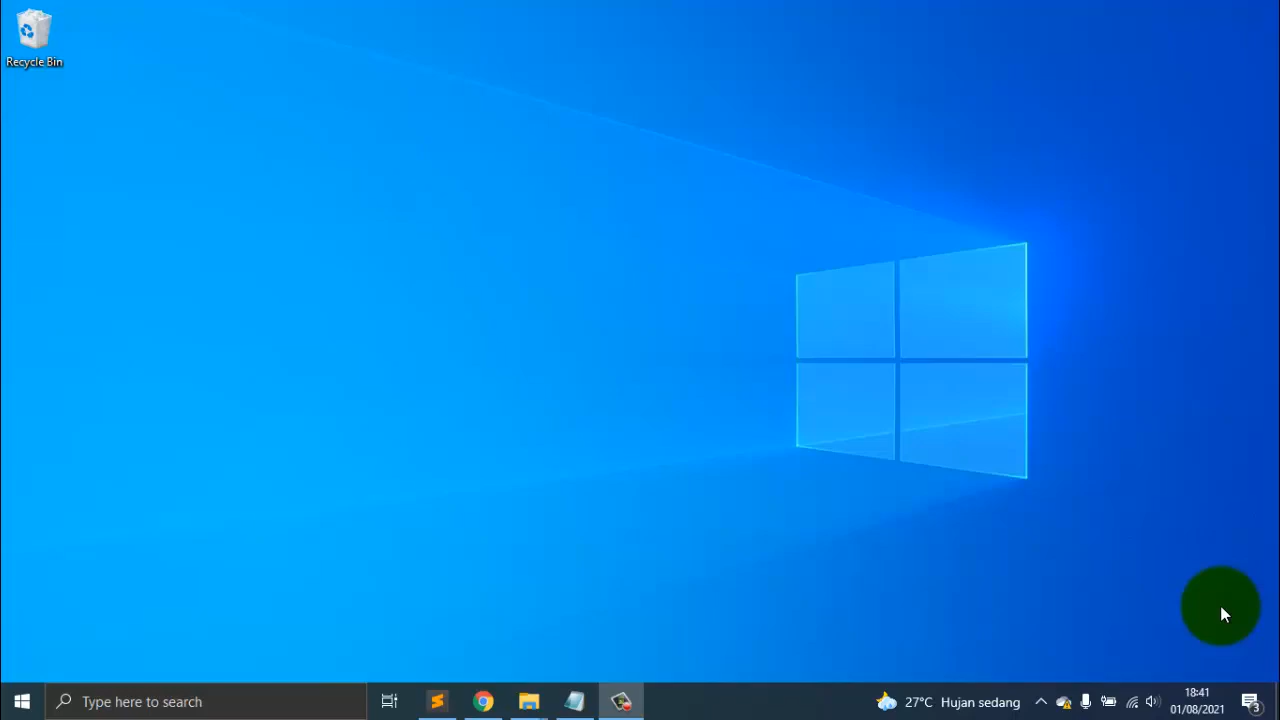 Recycle Bin
Type here to search
27°C Hujan sedang
18:41
01/08/2021
3